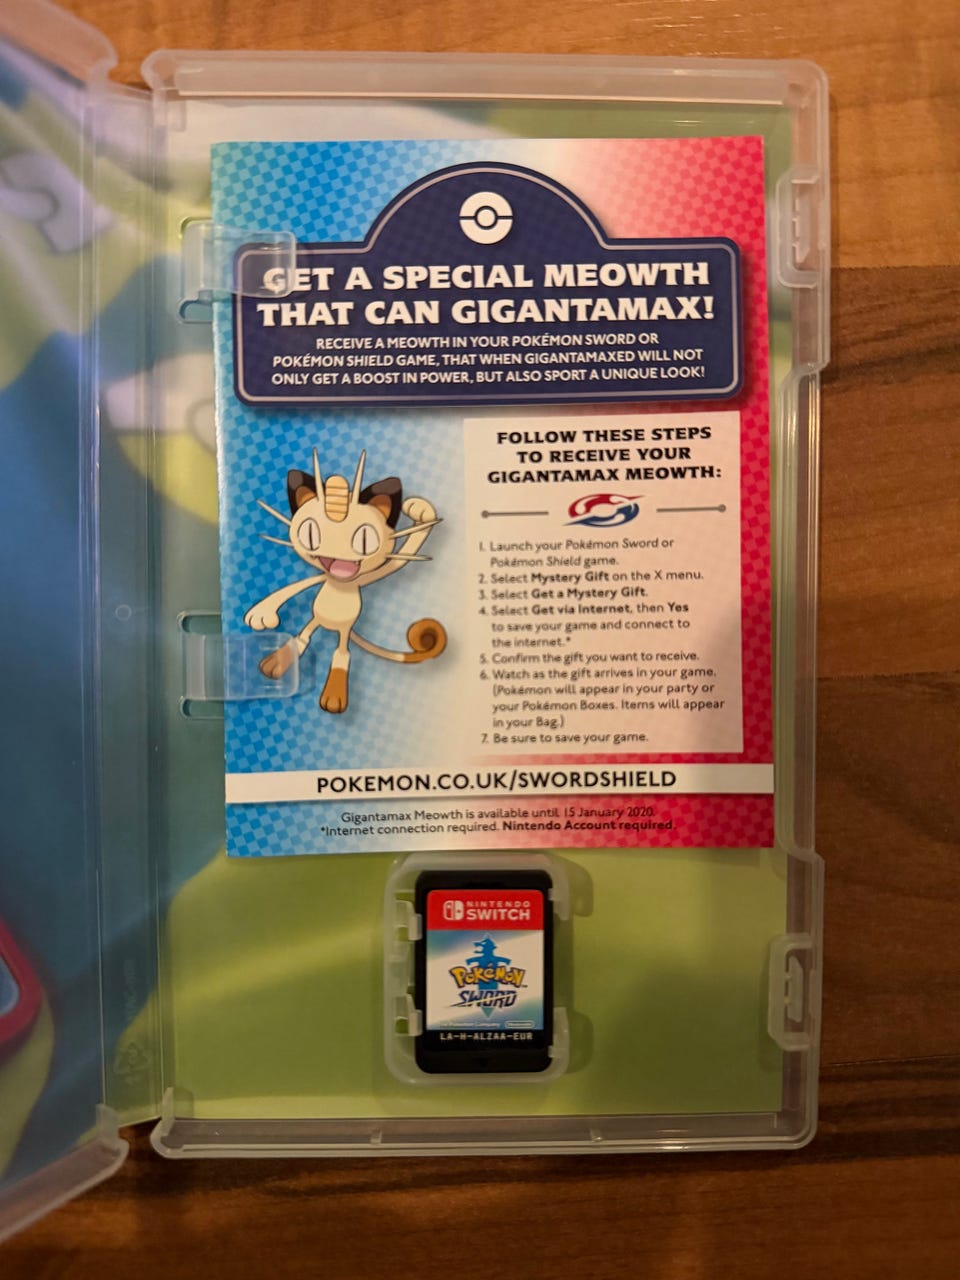 GET A SPECIAL MEOWTH
THAT CAN GIGANTAMAX!
RECEIVE A MEOWTH IN YOUR POKÉMON SWORD OR
POKÉMON SHIELD GAME, THAT WHEN GIGANTAMAXED WILL NOT
ONLY GET A BOOST IN POWER, BUT ALSO SPORT A UNIQUE LOOK!
FOLLOW THESE STEPS
TO RECEIVE YOUR
GIGANTAMAX MEOWTH:
1. Launch your Pokémon Sword or
Pokémon Shield game.
2. Select Mystery Gift on the X menu.
3. Select Get a Mystery Gift.
4. Select Get via Internet, then Yes
to save your game and connect to
the internet.*
5. Confirm the gift you want to receive.
6. Watch as the gift arrives in your game.
(Pokémon will appear in your party or
your Pokémon Boxes. Items will appear
in your Bag.)
7. Be sure to save your game.
POKEMON.CO.UK/SWORDSHIELD
Gigantamax Meowth is available until 15 January 2020.
*Internet connection required. Nintendo Account required.
NINTENDO
SWITCH
POKéMON™
SWORD
The Pokémon Company Nintendo
LA-H-ALZAA-EUR